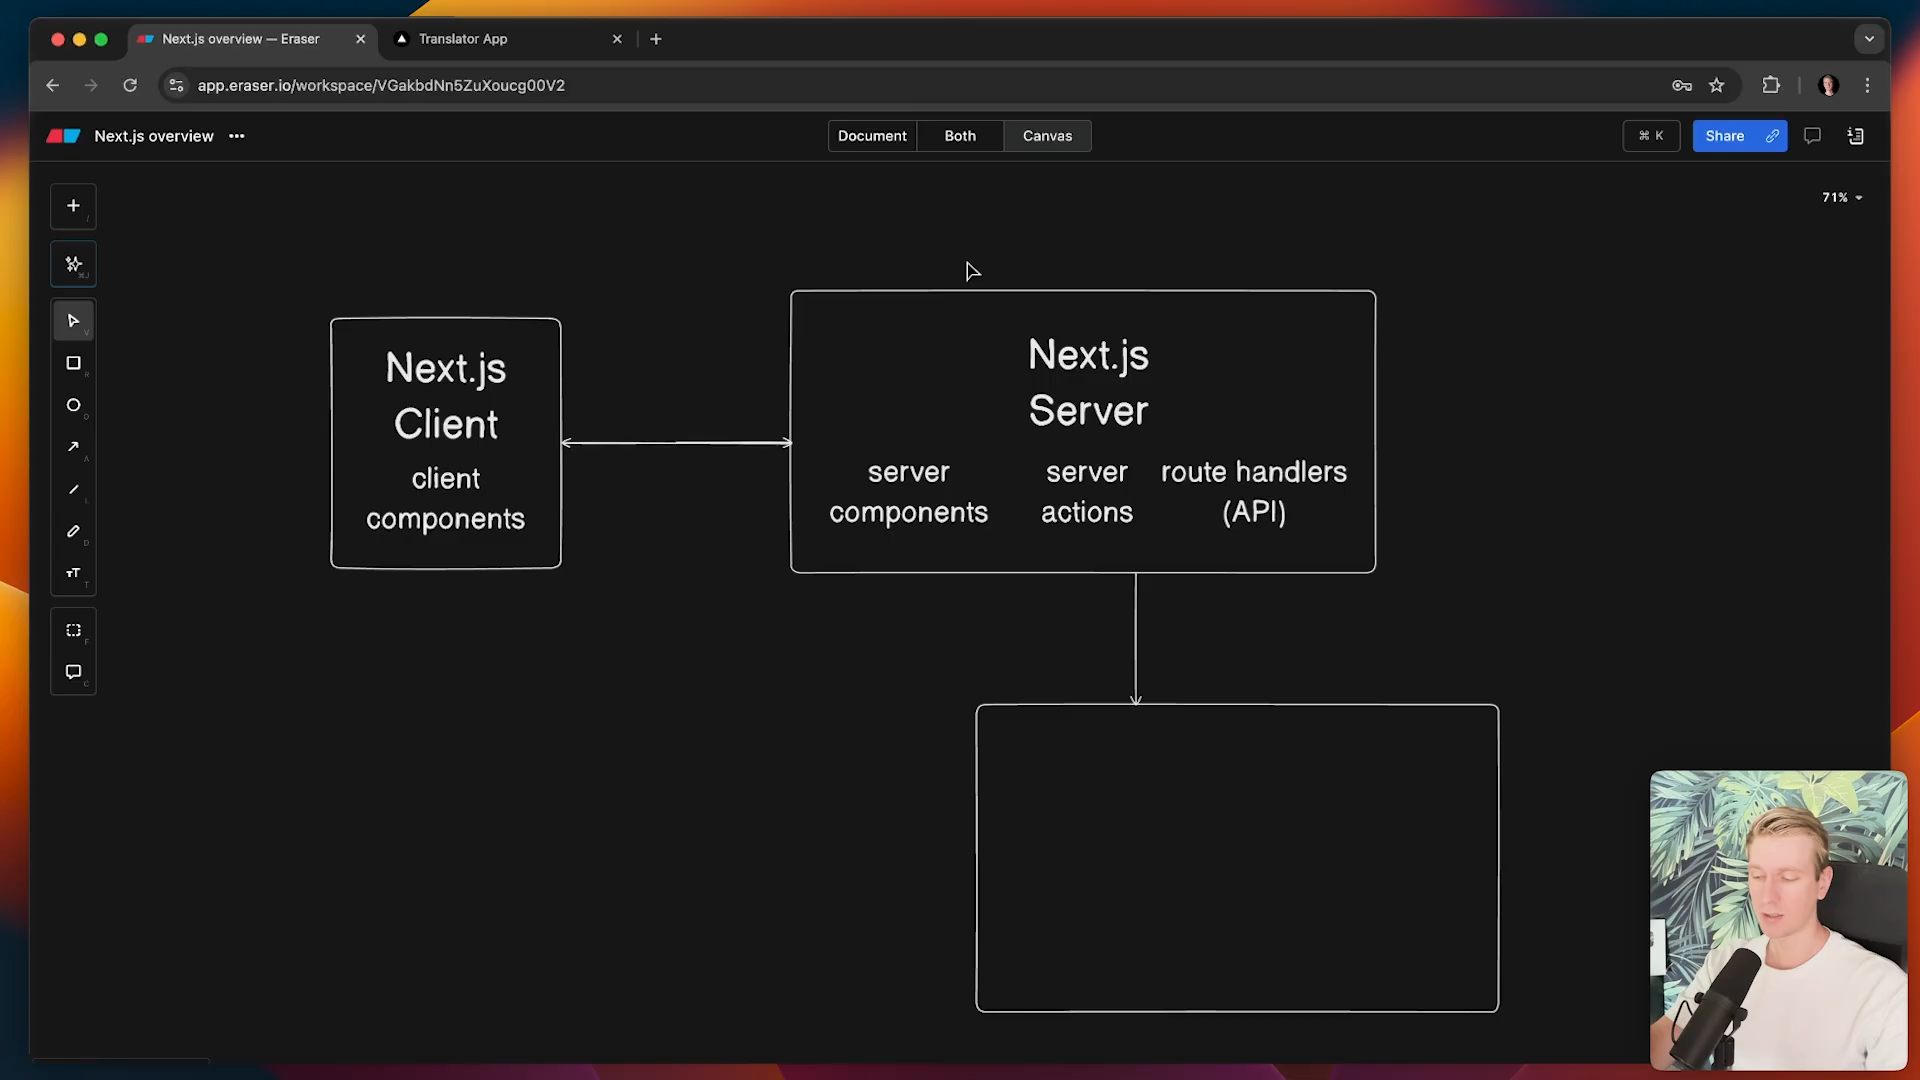 Next.js overview — Eraser
Translator App
app.eraser.io/workspace/VGakbdNn5ZuXoucg00V2
Next.js overview
Document
Both
Canvas
⌘ K
Share
71%
Next.js
Client
client
components
Next.js
Server
server
components
server
actions
route handlers
(API)